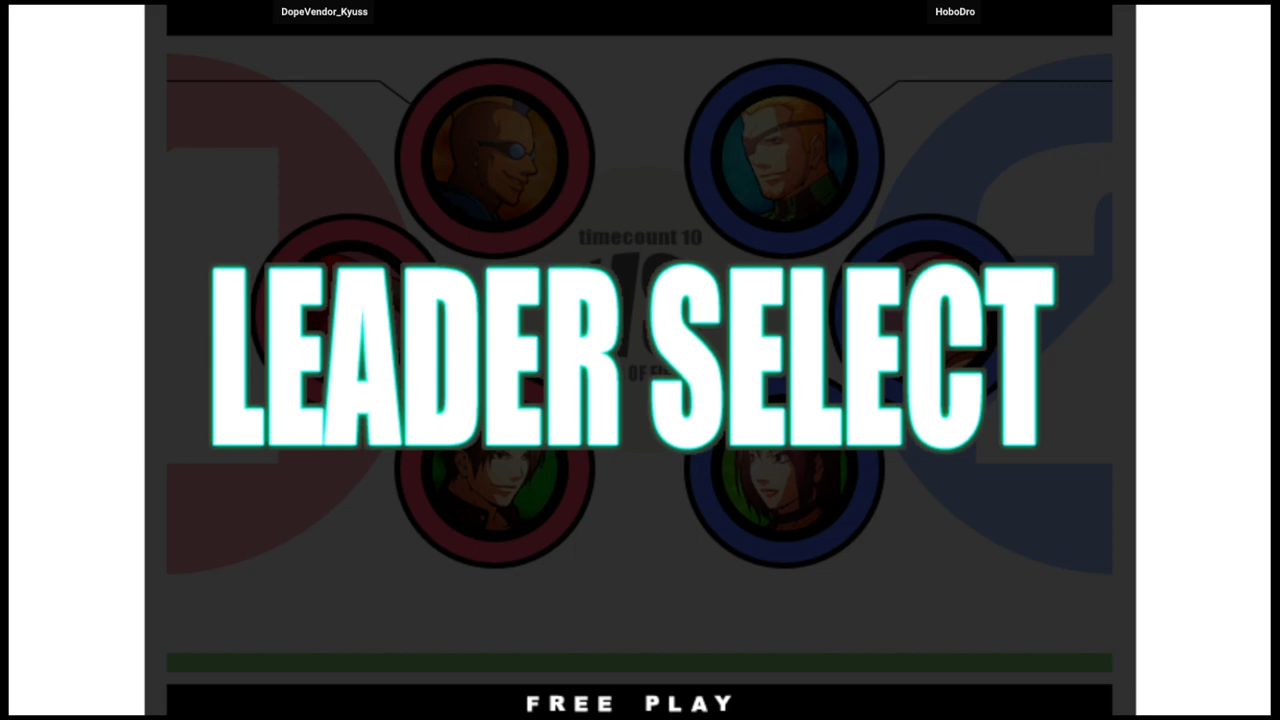 DopeVendor_Kyuss
HoboDro
timecount 10
LEADER SELECT
FREE PLAY